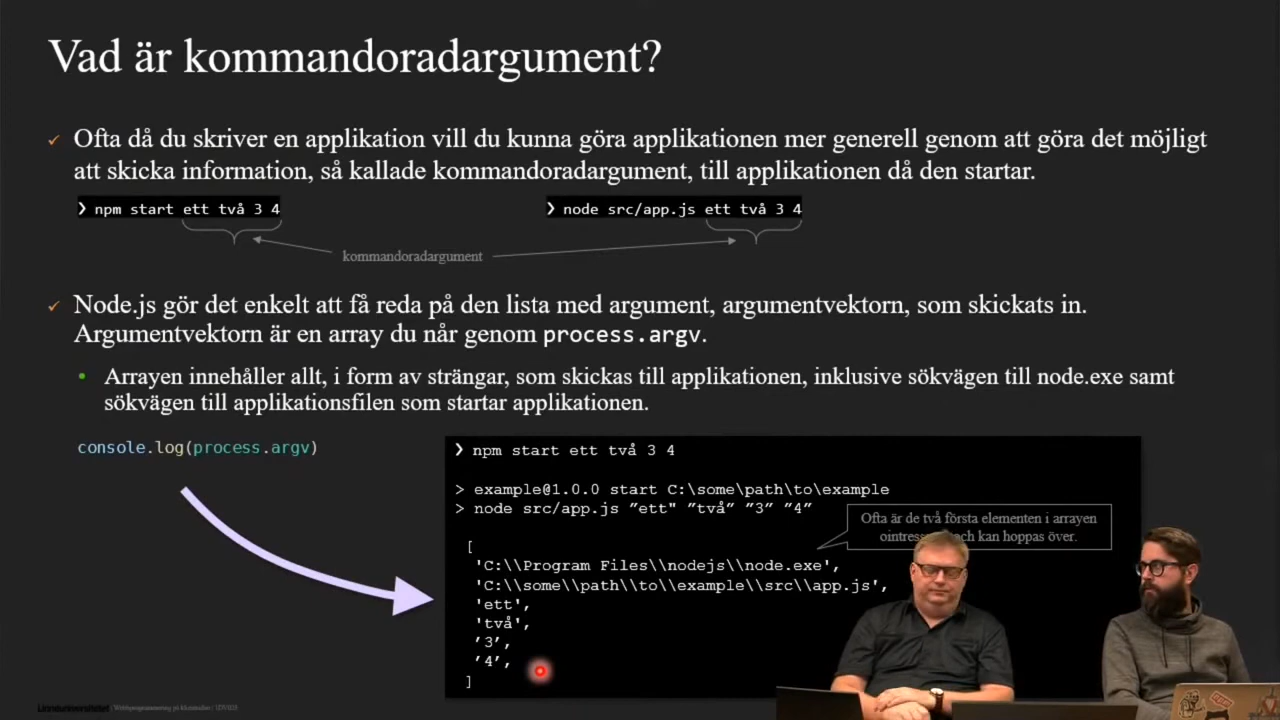 Vad är kommandoradargument?
✓ Ofta då du skriver en applikation vill du kunna göra applikationen mer generell genom att göra det möjligt
att skicka information, så kallade kommandoradargument, till applikationen då den startar.
❯ npm start ett två 3 4
❯ node src/app.js ett två 3 4
kommandoradargument
✓ Node.js gör det enkelt att få reda på den lista med argument, argumentvektorn, som skickats in.
Argumentvektorn är en array du når genom process.argv.
• Arrayen innehåller allt, i form av strängar, som skickas till applikationen, inklusive sökvägen till node.exe samt
sökvägen till applikationsfilen som startar applikationen.
console.log(process.argv)
❯ npm start ett två 3 4
> example@1.0.0 start C:\some\path\to\example
> node src/app.js ”ett" ”två” ”3” ”4”
Ofta är de två första elementen i arrayen
och kan hoppas över.
[
'C:\\Program Files\\nodejs\\node.exe',
'C:\\some\\path\\to\\example\\src\\app.js',
'ett',
'två',
’3’,
’4’,
]
Linnéuniversitetet